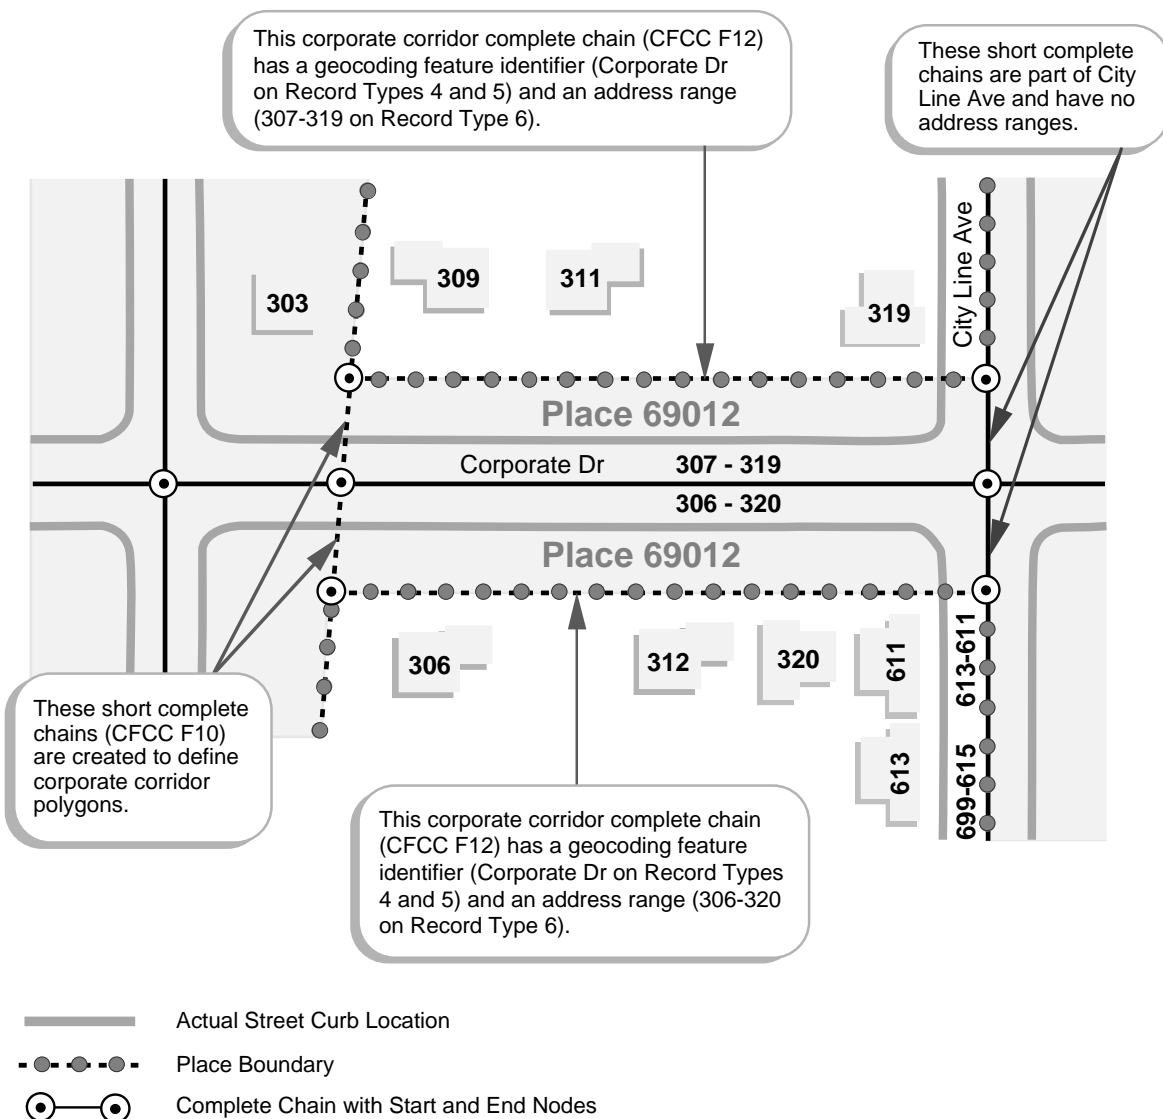 This corporate corridor complete chain (CFCC F12)
has a geocoding feature identifier (Corporate Dr
on Record Types 4 and 5) and an address range
(307-319 on Record Type 6).
These short complete
chains are part of City
Line Ave and have no
address ranges.
City Line Ave
303
309
311
319
Place 69012
Corporate Dr
307 - 319
306 - 320
Place 69012
306
312
320
611
613-611
613
699-615
These short complete
chains (CFCC F10)
are created to define
corporate corridor
polygons.
This corporate corridor complete chain
(CFCC F12) has a geocoding feature
identifier (Corporate Dr on Record Types
4 and 5) and an address range (306-320
on Record Type 6).
Actual Street Curb Location
Place Boundary
Complete Chain with Start and End Nodes